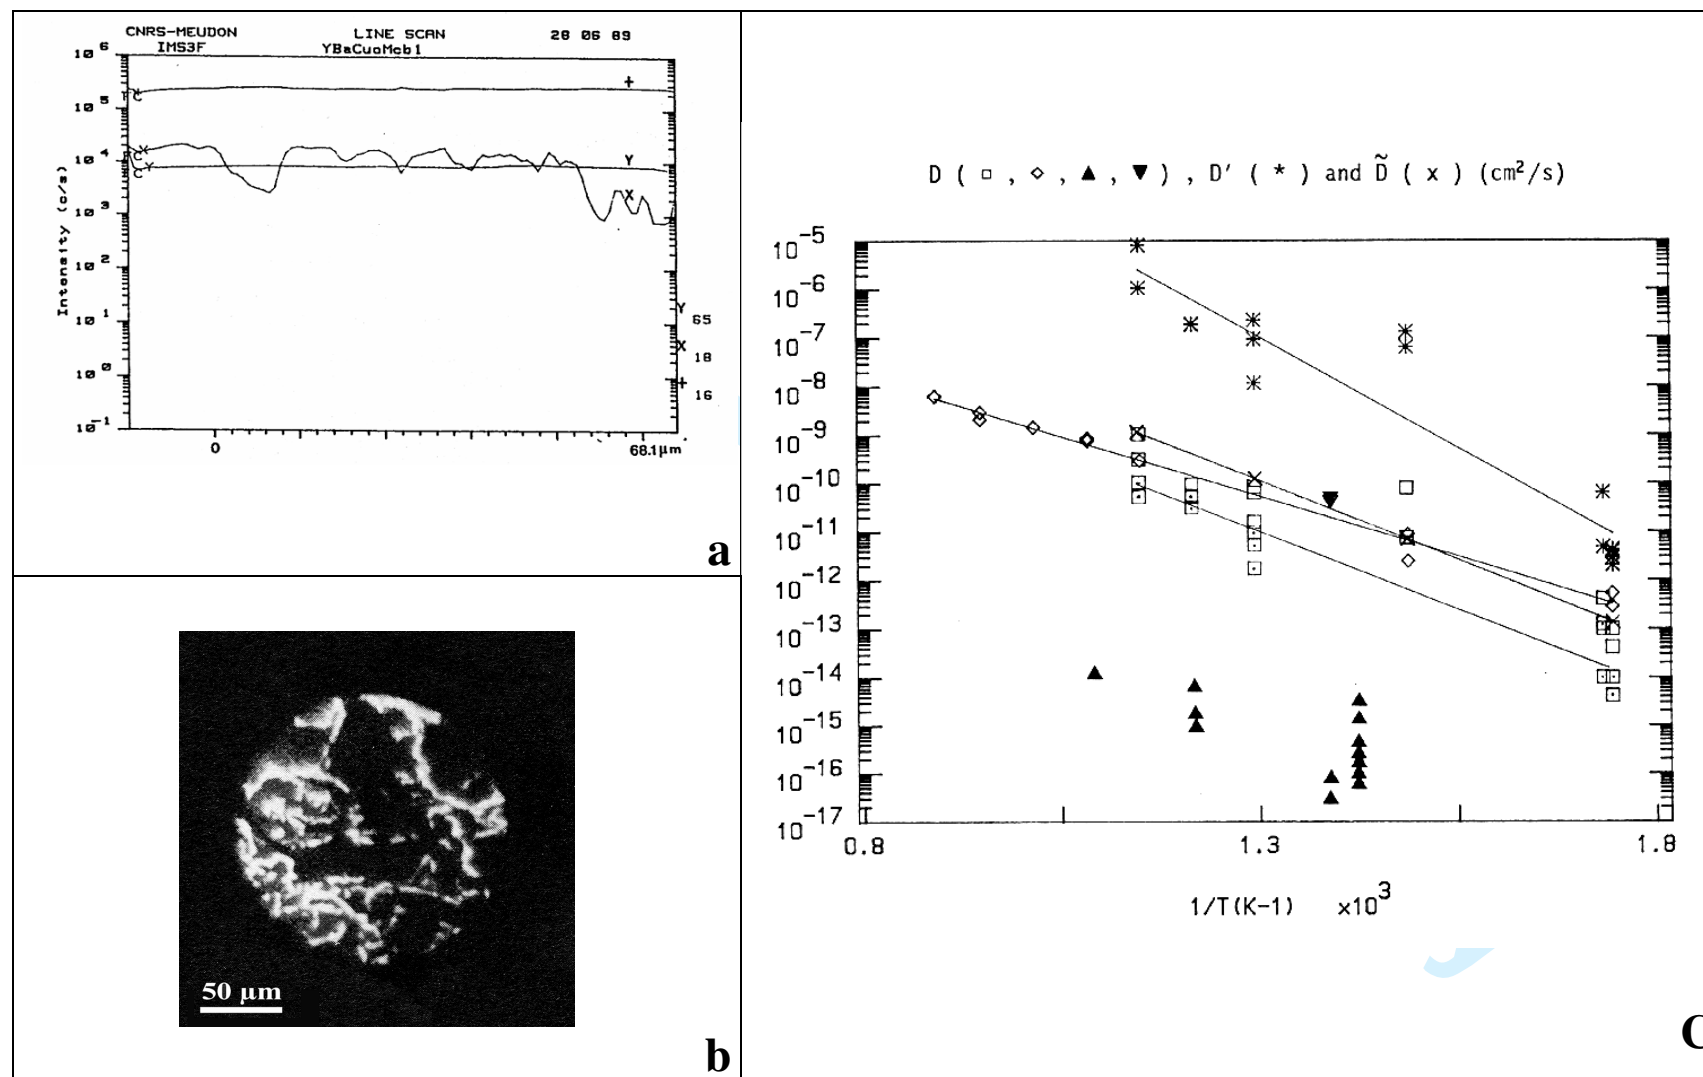 CNRS-MEUDON LINE SCAN 28 06 89
IMS3F YBaCuoMcb1
Intensity (c/s)
10^6
10^5
10^4
10^3
10^2
10^1
10^0
10^-1
C
C
C
+
Y
X
Y 65
X 18
+ 16
0 68.1µm
a
50 µm
b
D ( □ , ◇ , ▲ , ▼ ) , D' ( * ) and D̃ ( x ) (cm²/s)
10^-5
10^-6
10^-7
10^-8
10^-9
10^-10
10^-11
10^-12
10^-13
10^-14
10^-15
10^-16
10^-17
0.8 1.3 1.8
1/T(K-1) x10^3
C